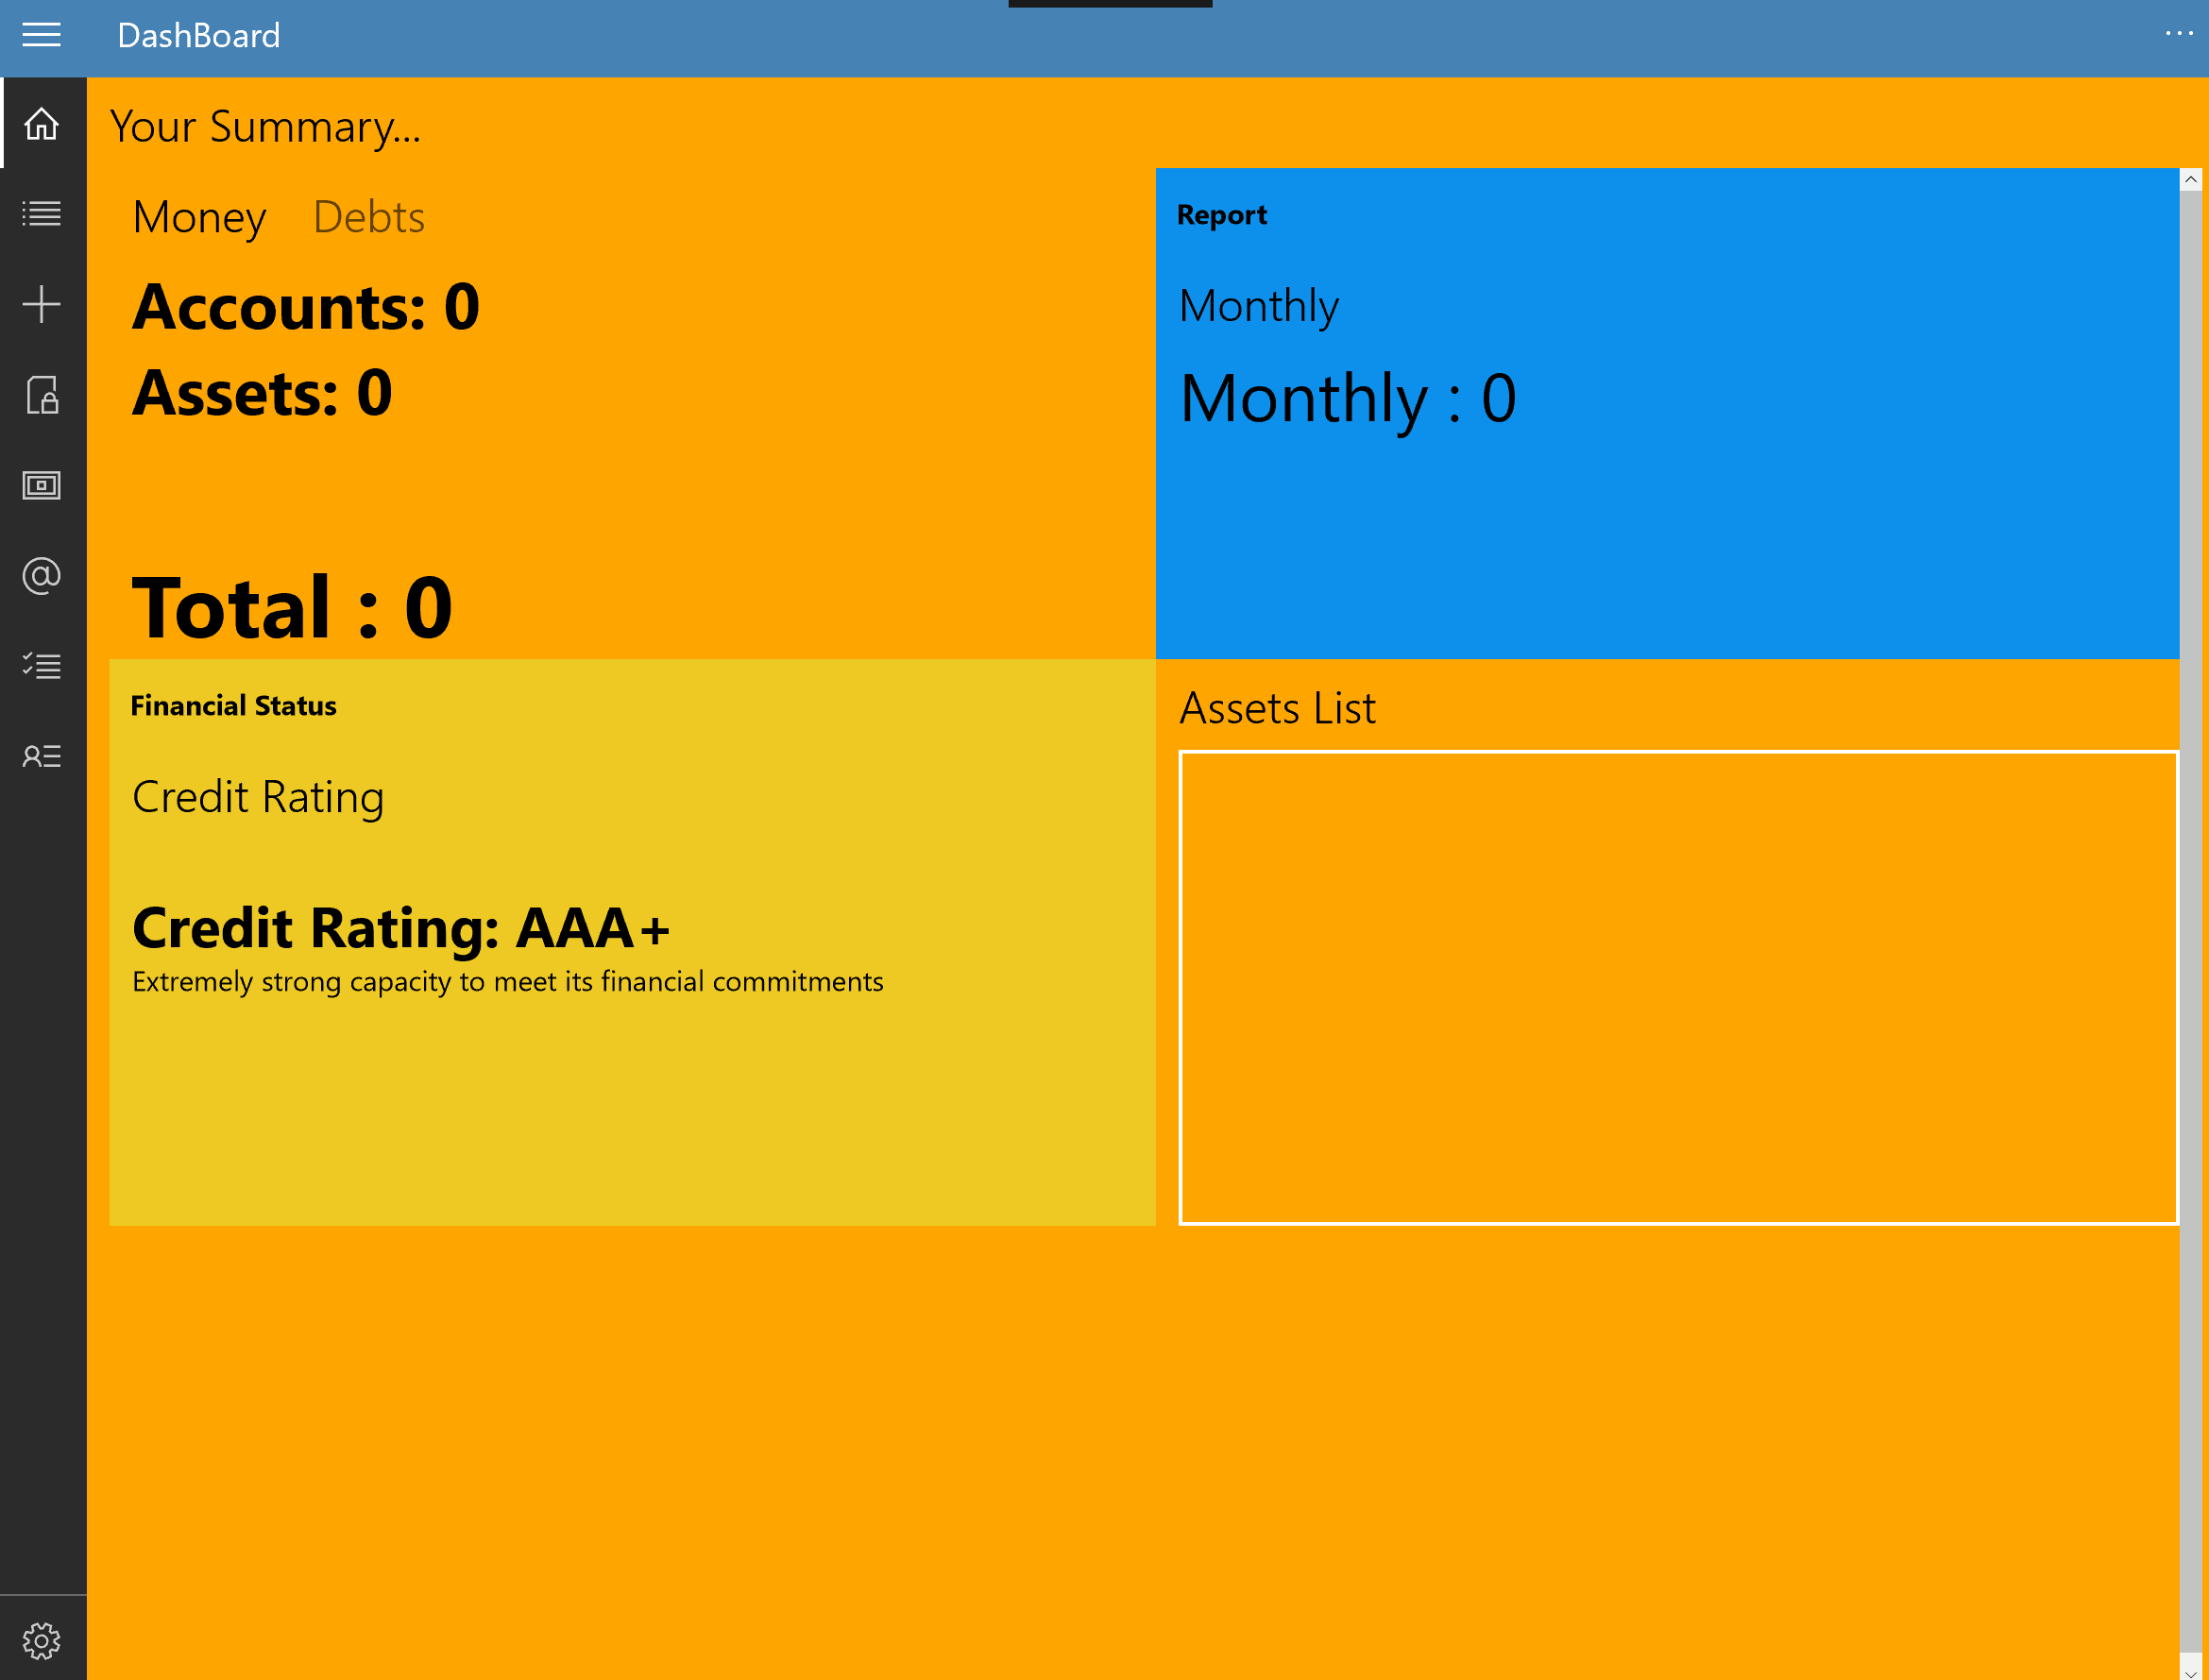 DashBoard
Your Summary...
Money Debts
Accounts: 0
Assets: 0
Total : 0
Report
Monthly
Monthly : 0
Financial Status
Credit Rating
Credit Rating: AAA+
Extremely strong capacity to meet its financial commitments
Assets List